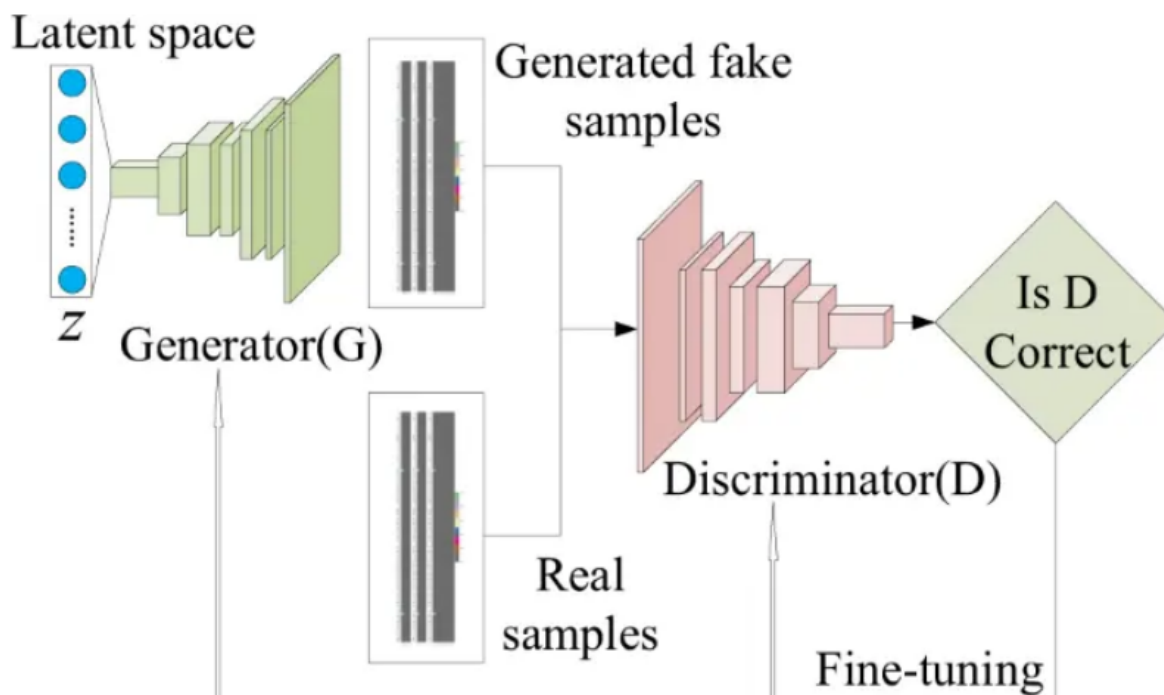 Latent space
Generated fake
samples
z
Generator(G)
Is D
Correct
Discriminator(D)
Real
samples
Fine-tuning